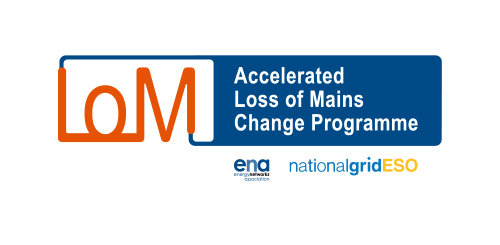 LoM
Accelerated
Loss of Mains
Change Programme
ena
energynetworks
association
nationalgridESO